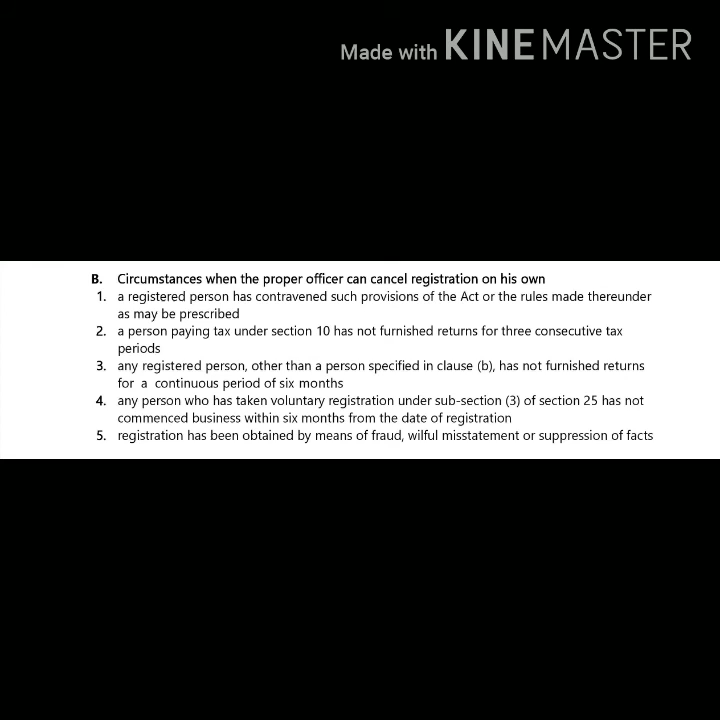 Made with KINEMASTER
B. Circumstances when the proper officer can cancel registration on his own
1. a registered person has contravened such provisions of the Act or the rules made thereunder
as may be prescribed
2. a person paying tax under section 10 has not furnished returns for three consecutive tax
periods
3. any registered person, other than a person specified in clause (b), has not furnished returns
for a continuous period of six months
4. any person who has taken voluntary registration under sub-section (3) of section 25 has not
commenced business within six months from the date of registration
5. registration has been obtained by means of fraud, wilful misstatement or suppression of facts